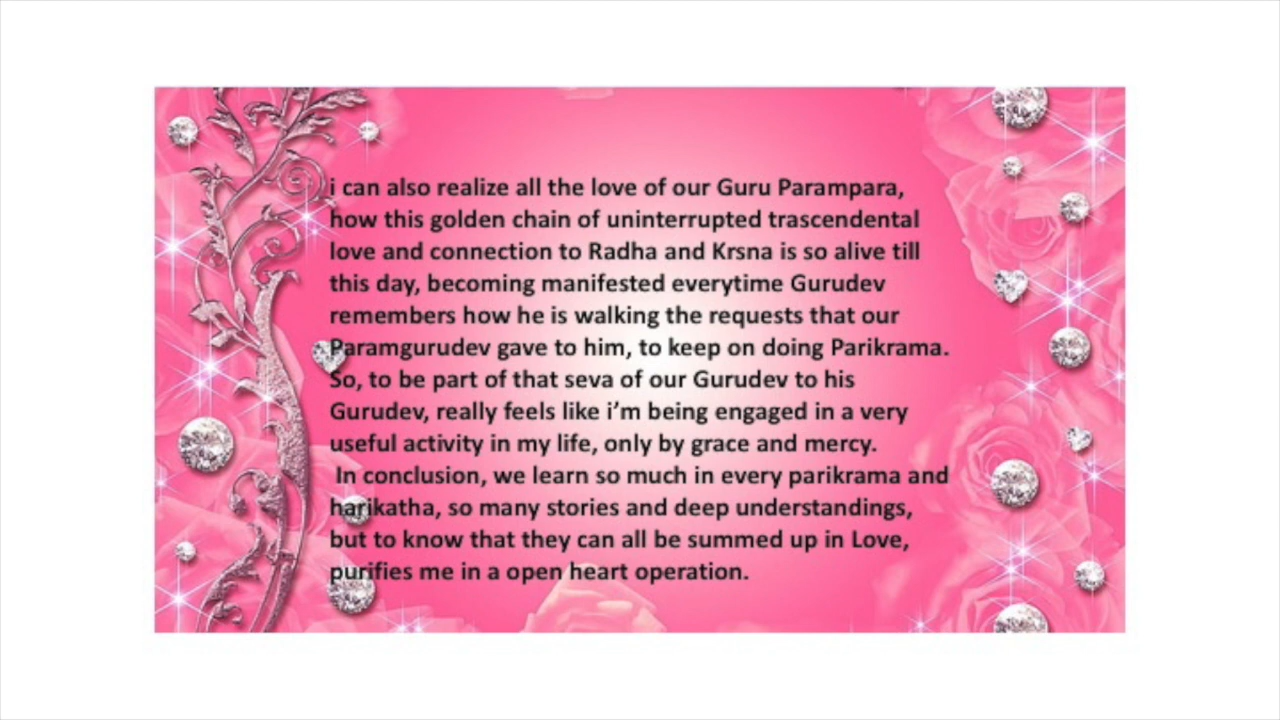 i can also realize all the love of our Guru Parampara,
how this golden chain of uninterrupted trascendental
love and connection to Radha and Krsna is so alive till
this day, becoming manifested everytime Gurudev
remembers how he is walking the requests that our
Paramgurudev gave to him, to keep on doing Parikrama.
So, to be part of that seva of our Gurudev to his
Gurudev, really feels like i’m being engaged in a very
useful activity in my life, only by grace and mercy.
In conclusion, we learn so much in every parikrama and
harikatha, so many stories and deep understandings,
but to know that they can all be summed up in Love,
purifies me in a open heart operation.